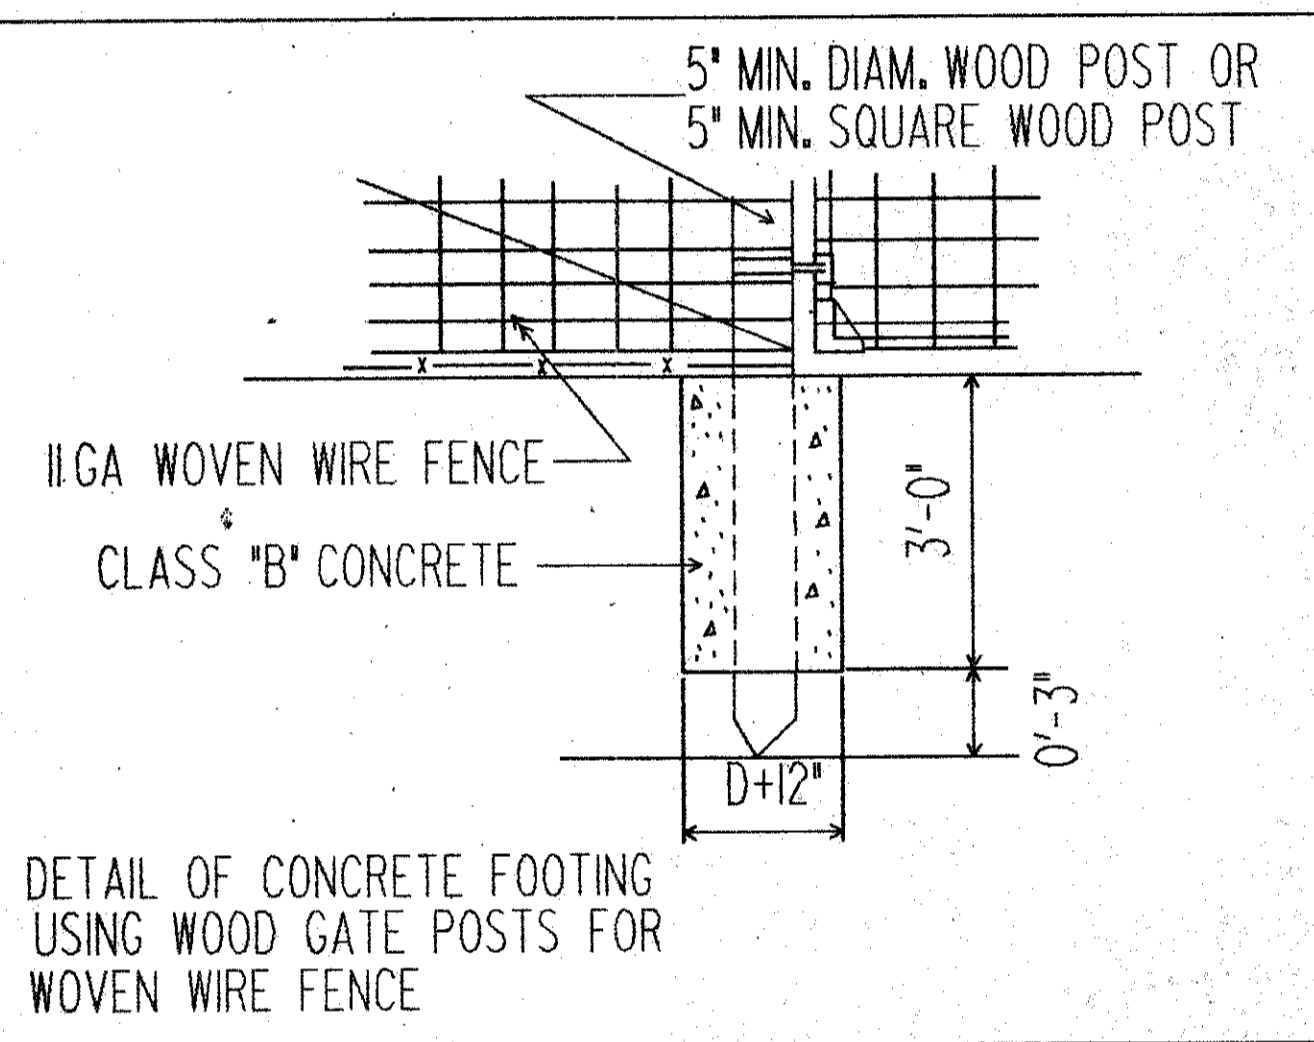 5" MIN. DIAM. WOOD POST OR
5" MIN. SQUARE WOOD POST
X X X
11 GA WOVEN WIRE FENCE
CLASS "B" CONCRETE
3'-0"
0'-3"
D+12"
DETAIL OF CONCRETE FOOTING
USING WOOD GATE POSTS FOR
WOVEN WIRE FENCE